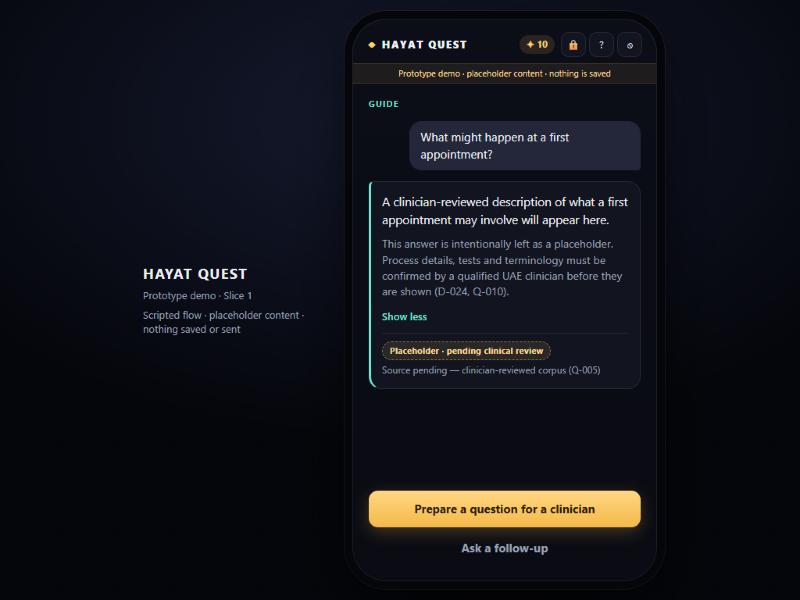 HAYAT QUEST
Prototype demo · Slice 1
Scripted flow · placeholder content ·
nothing saved or sent
HAYAT QUEST
✦ 10
?
Prototype demo · placeholder content · nothing is saved
GUIDE
What might happen at a first
appointment?
A clinician-reviewed description of what a first
appointment may involve will appear here.
This answer is intentionally left as a placeholder.
Process details, tests and terminology must be
confirmed by a qualified UAE clinician before they
are shown (D-024, Q-010).
Show less
Placeholder · pending clinical review
Source pending — clinician-reviewed corpus (Q-005)
Prepare a question for a clinician
Ask a follow-up